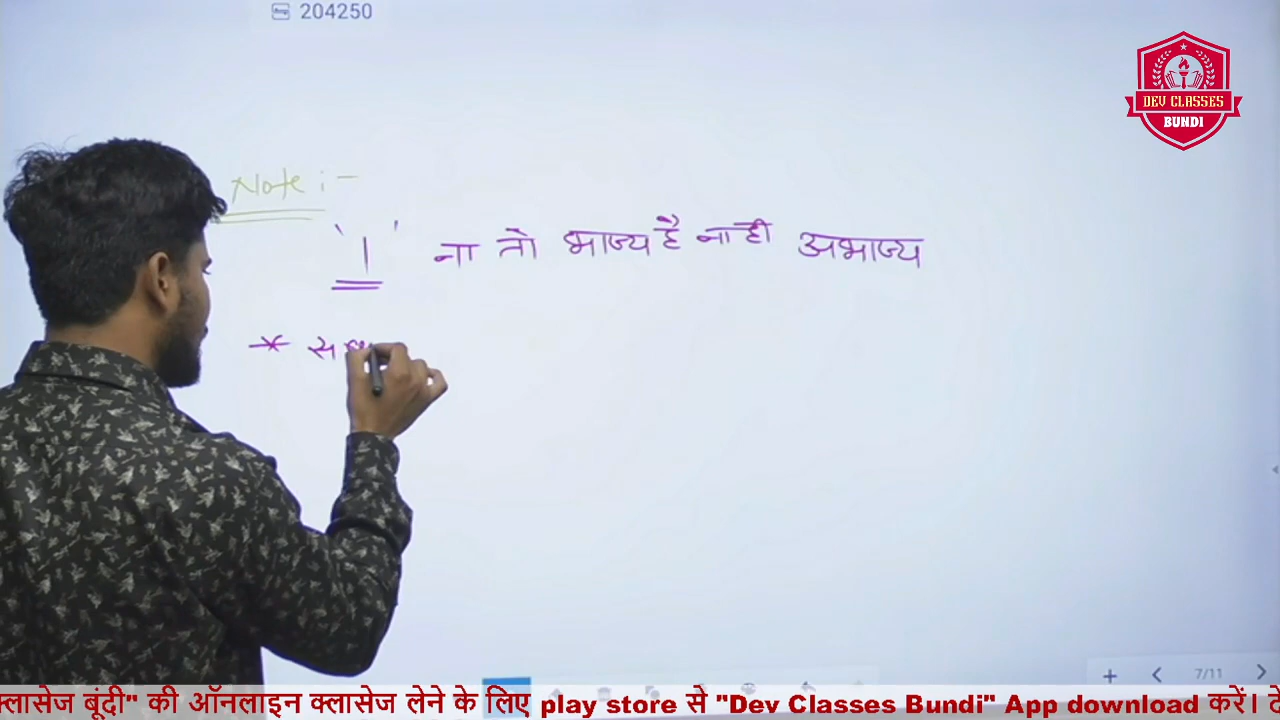 204250
DEV CLASSES
BUNDI
Note :-
'1' ना तो भाज्य है ना ही अभाज्य
*
7/11
क्लासेज बूंदी" की ऑनलाइन क्लासेज लेने के लिए play store से "Dev Classes Bundi" App download करें।